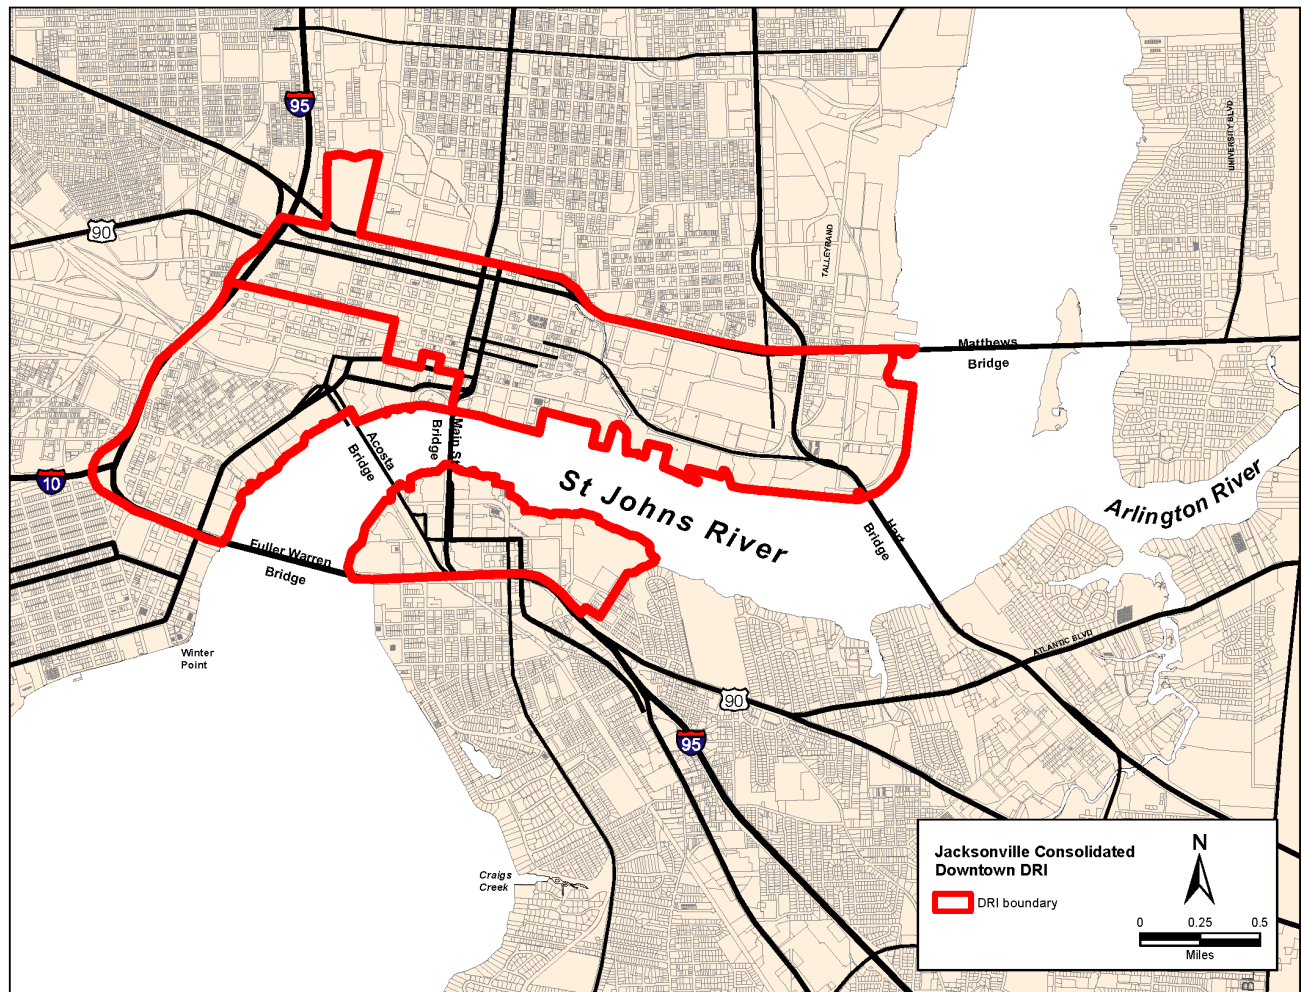 95
UNIVERSITY BLVD
90
TALLEYRAND
Matthews
Bridge
Main St
Bridge
Acosta
Bridge
10
St Johns River
Arlington River
Hart
Bridge
Fuller Warren
Bridge
ATLANTIC BLVD
Winter
Point
90
95
Craigs
Creek
Jacksonville Consolidated
Downtown DRI
DRI boundary
N
0 0.25 0.5
Miles